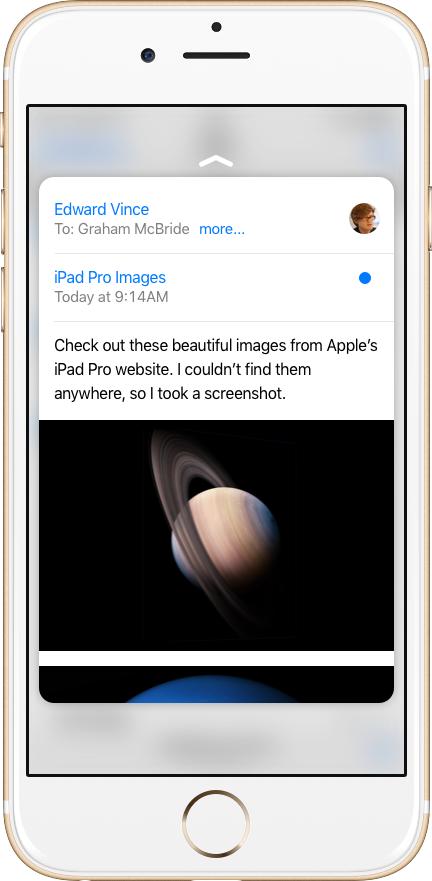 Edward Vince
To: Graham McBride more...
iPad Pro Images
Today at 9:14AM
Check out these beautiful images from Apple’s
iPad Pro website. I couldn’t find them
anywhere, so I took a screenshot.